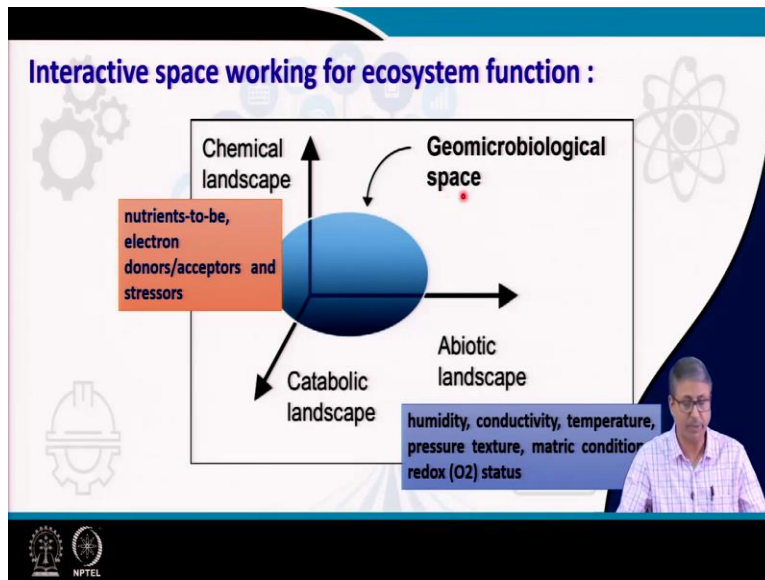 Interactive space working for ecosystem function :
Chemical
landscape
Geomicrobiological
space
nutrients-to-be,
electron
donors/acceptors and
stressors
Abiotic
landscape
Catabolic
landscape
humidity, conductivity, temperature,
pressure texture, matric condition
redox (O2) status
NPTEL